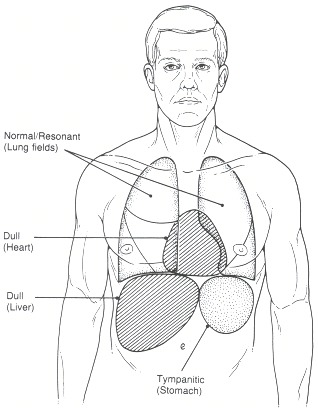 Normal/Resonant
(Lung fields)
Dull
(Heart)
Dull
(Liver)
Tympanitic
(Stomach)